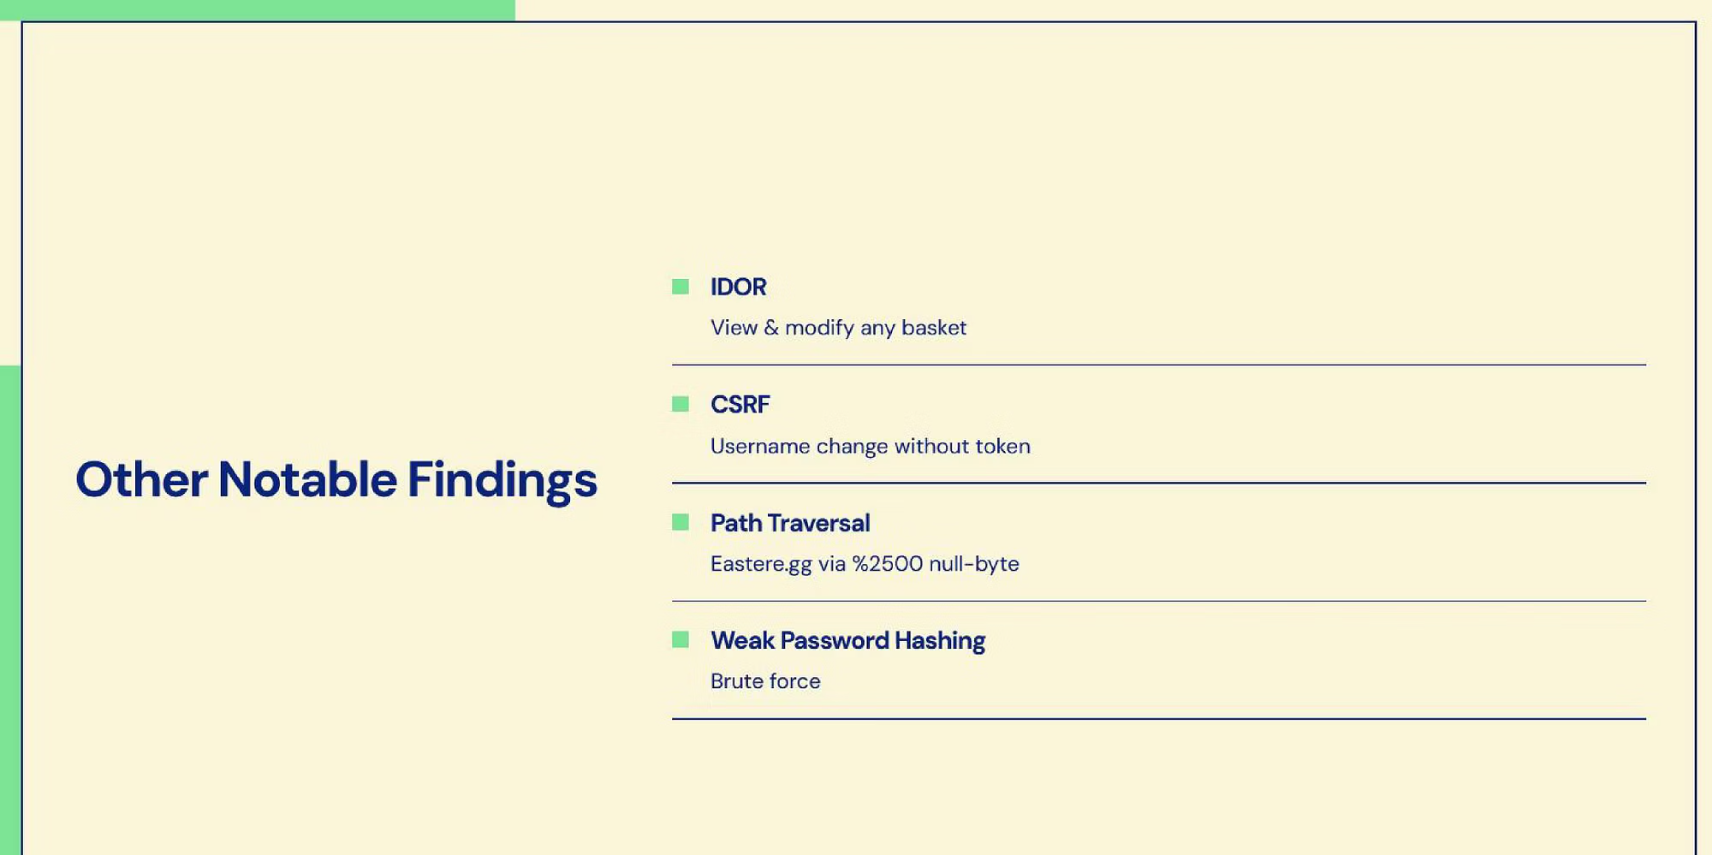 Other Notable Findings
IDOR
View & modify any basket
CSRF
Username change without token
Path Traversal
Eastere.gg via %2500 null-byte
Weak Password Hashing
Brute force